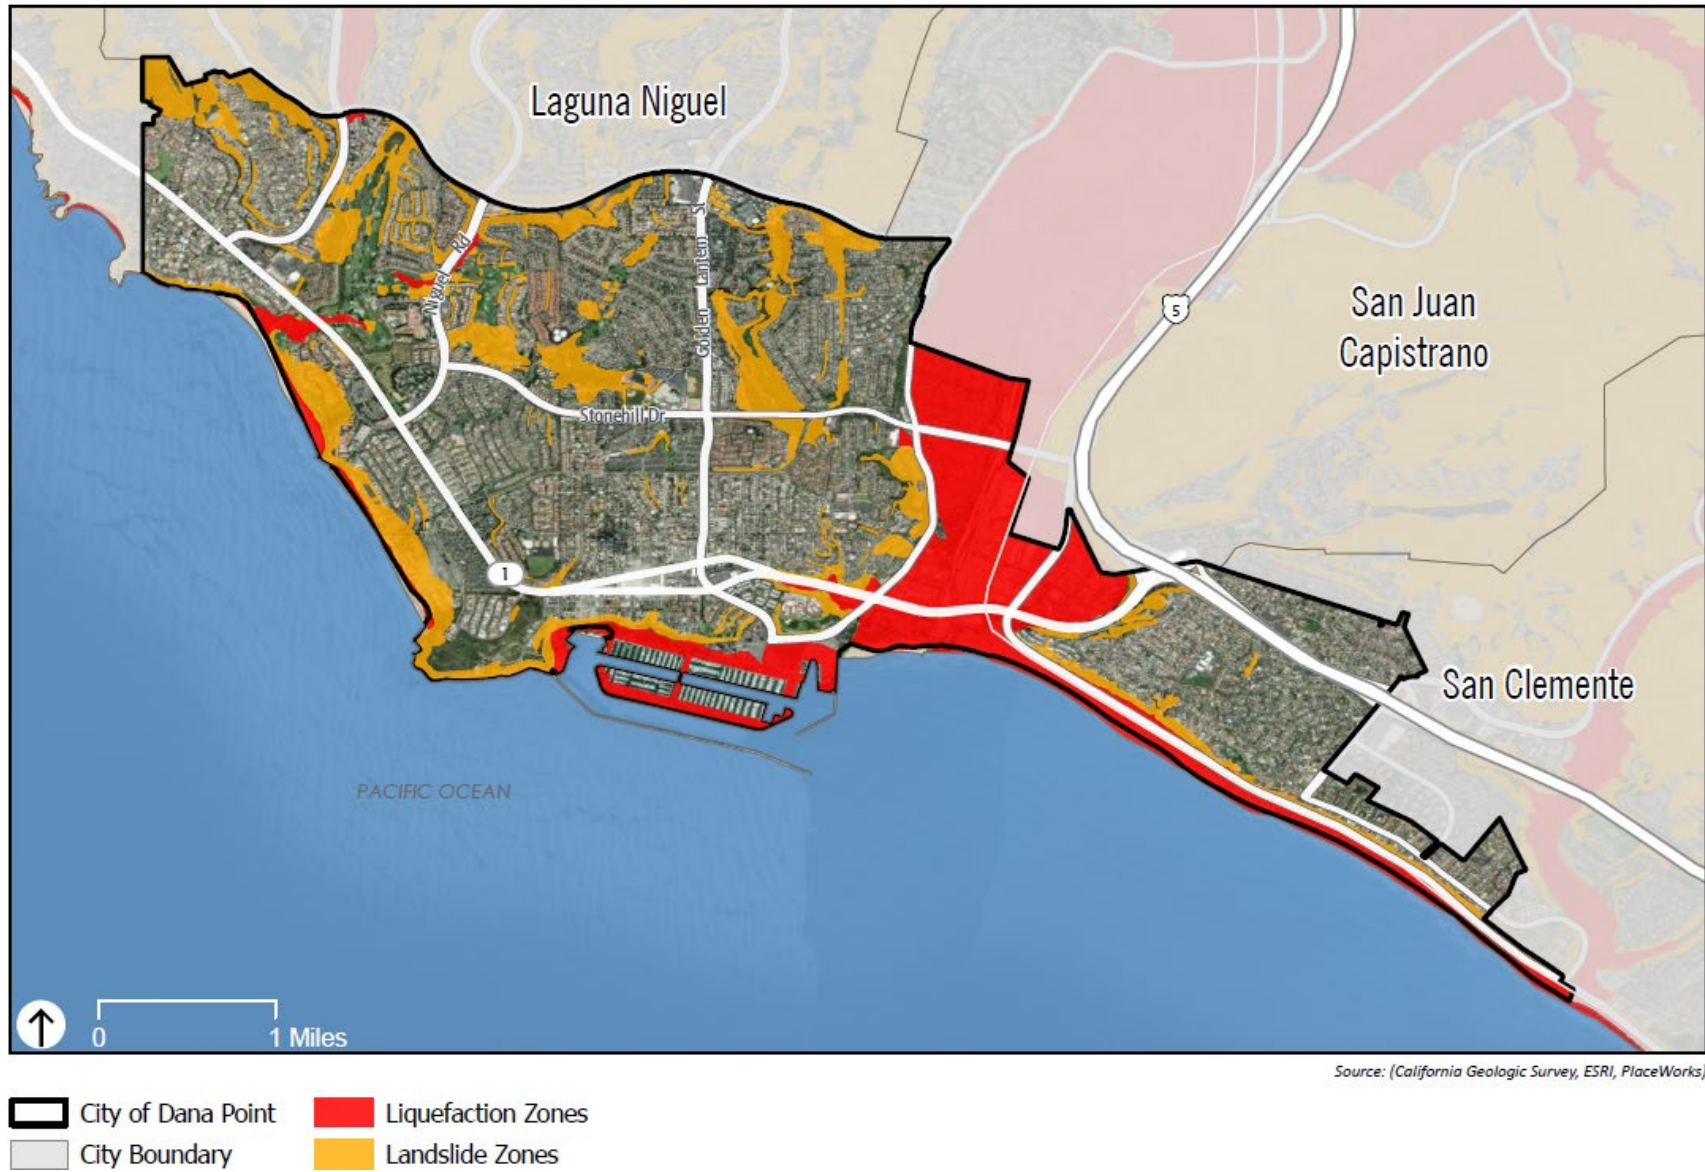 Laguna Niguel
Niguel Rd
Golden Lantern St
5
San Juan
Capistrano
Stonehill Dr
1
San Clemente
PACIFIC OCEAN
0 1 Miles
Source: (California Geologic Survey, ESRI, PlaceWorks)
City of Dana Point
Liquefaction Zones
City Boundary
Landslide Zones